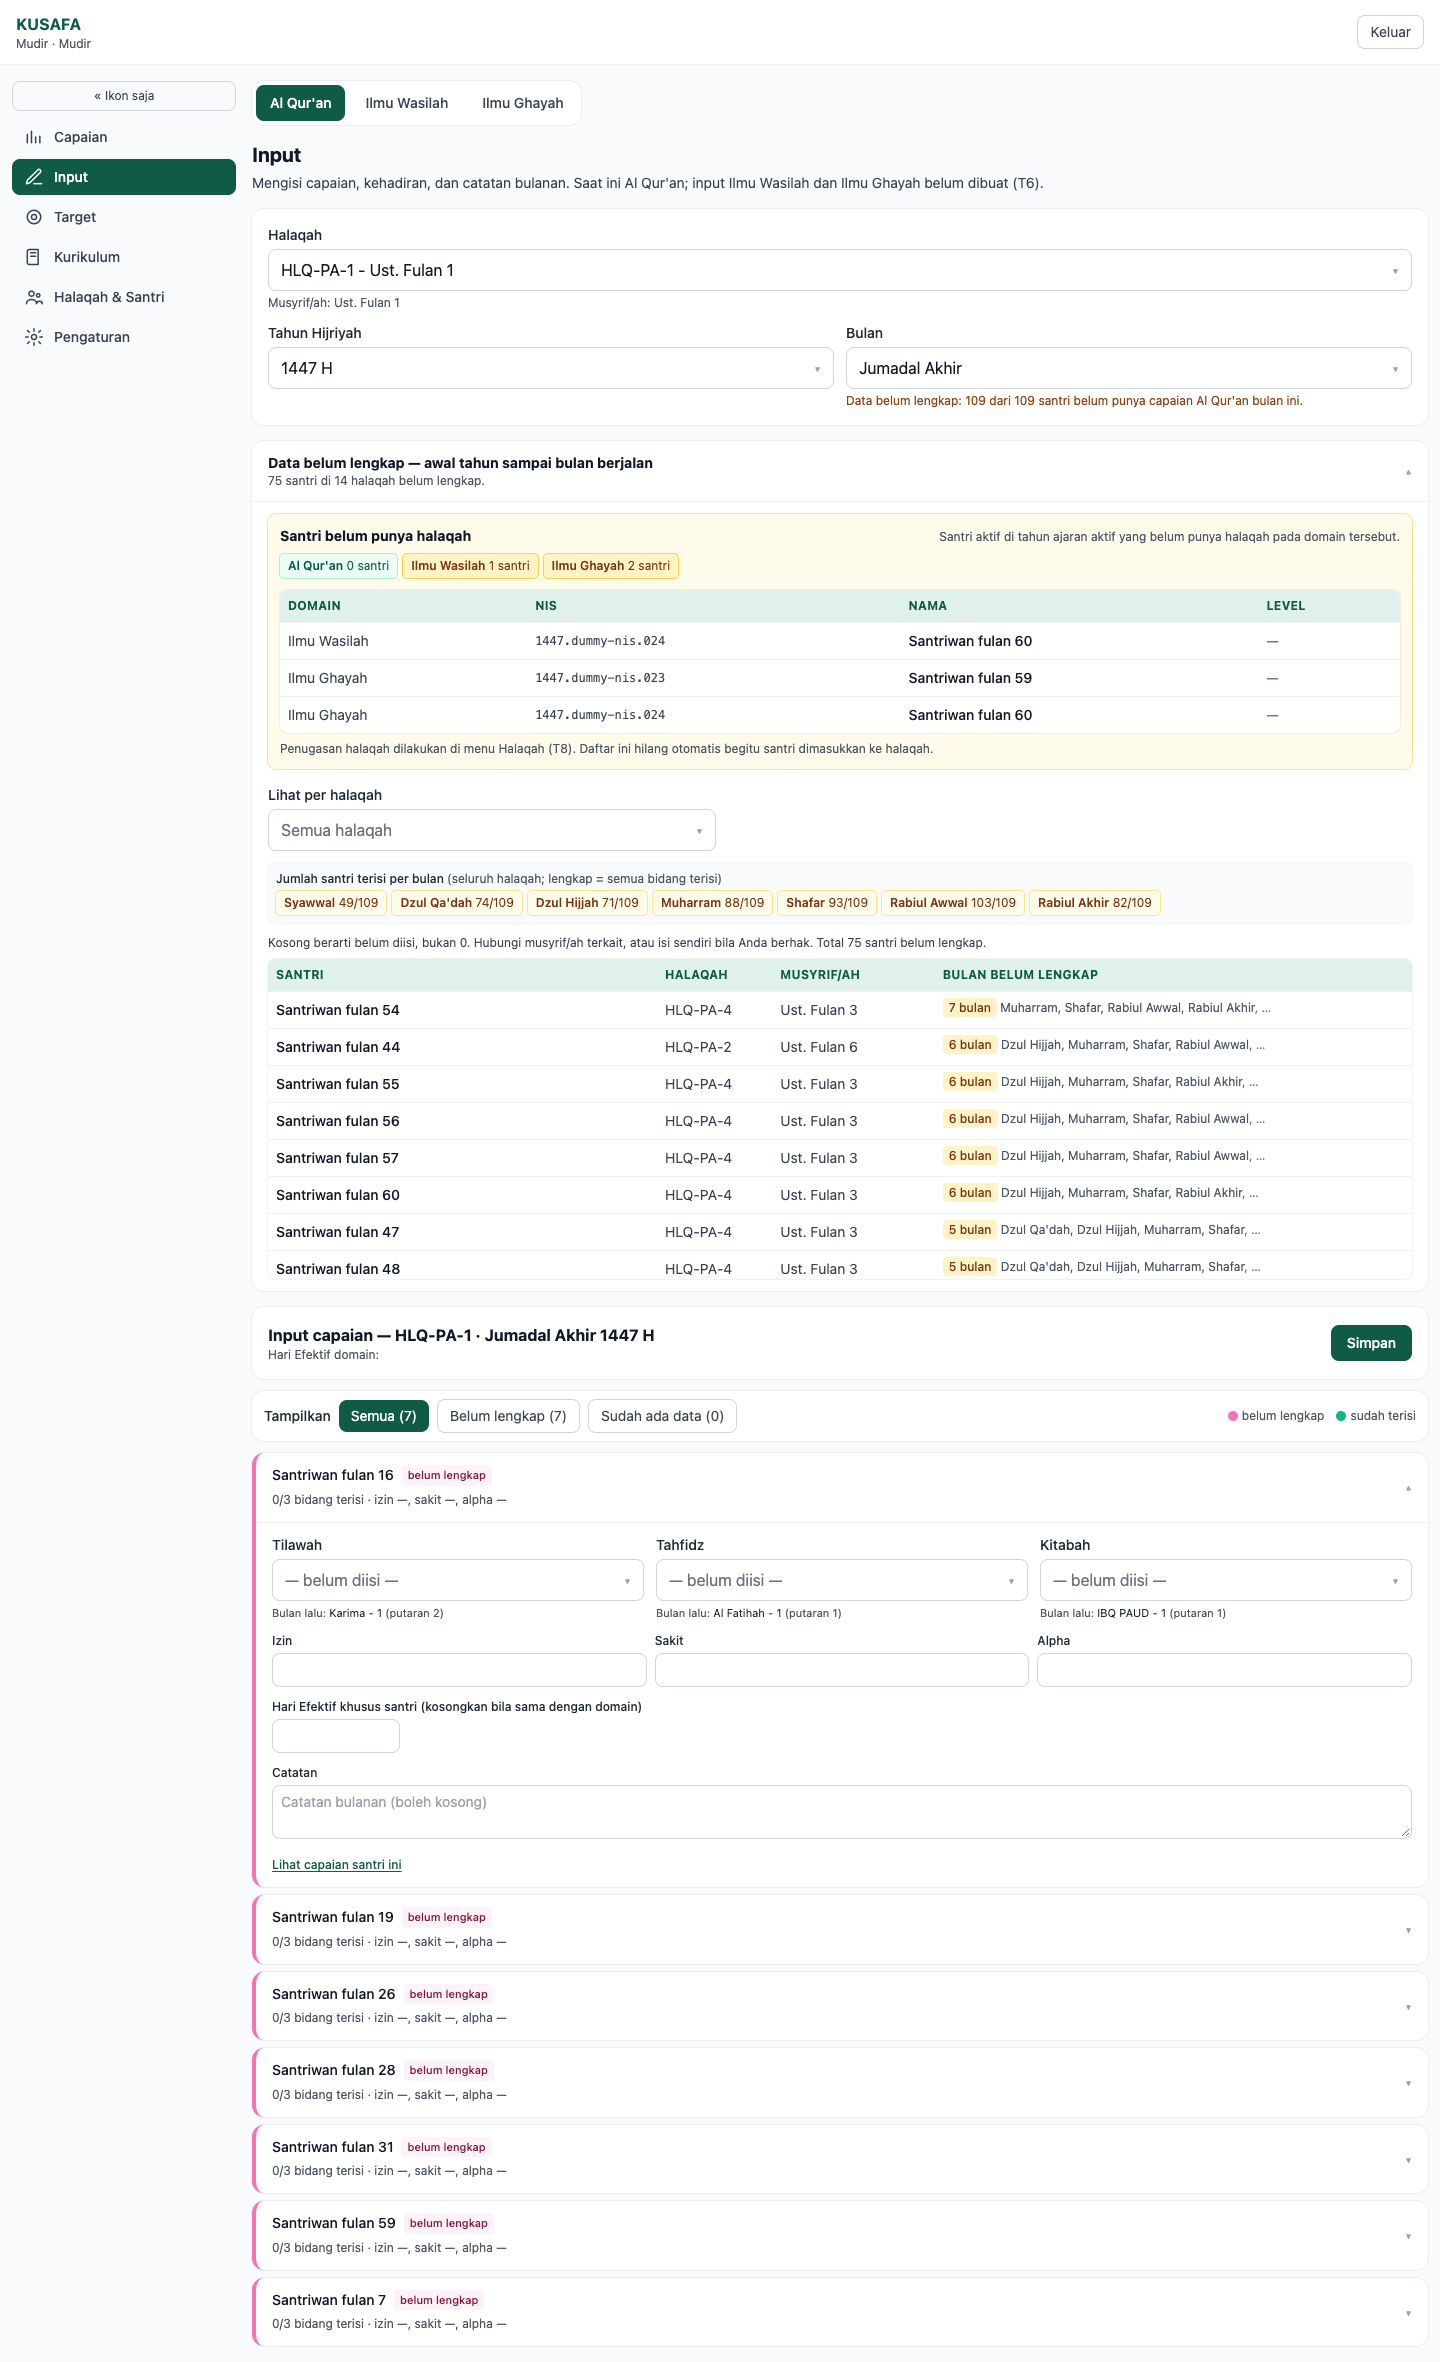 KUSAFA
Mudir · Mudir
Keluar
« Ikon saja
Capaian
Input
Target
Kurikulum
Halaqah & Santri
Pengaturan
Al Qur'an
Ilmu Wasilah
Ilmu Ghayah
Input
Mengisi capaian, kehadiran, dan catatan bulanan. Saat ini Al Qur'an; input Ilmu Wasilah dan Ilmu Ghayah belum dibuat (T6).
Halaqah
HLQ-PA-1 - Ust. Fulan 1
Musyrif/ah: Ust. Fulan 1
Tahun Hijriyah
1447 H
Bulan
Jumadal Akhir
Data belum lengkap: 109 dari 109 santri belum punya capaian Al Qur'an bulan ini.
Data belum lengkap — awal tahun sampai bulan berjalan
75 santri di 14 halaqah belum lengkap.
Santri belum punya halaqah
Santri aktif di tahun ajaran aktif yang belum punya halaqah pada domain tersebut.
Al Qur'an 0 santri
Ilmu Wasilah 1 santri
Ilmu Ghayah 2 santri
DOMAIN NIS NAMA LEVEL
Ilmu Wasilah 1447.dummy-nis.024 Santriwan fulan 60 —
Ilmu Ghayah 1447.dummy-nis.023 Santriwan fulan 59 —
Ilmu Ghayah 1447.dummy-nis.024 Santriwan fulan 60 —
Penugasan halaqah dilakukan di menu Halaqah (T8). Daftar ini hilang otomatis begitu santri dimasukkan ke halaqah.
Lihat per halaqah
Semua halaqah
Jumlah santri terisi per bulan (seluruh halaqah; lengkap = semua bidang terisi)
Syawwal 49/109
Dzul Qa'dah 74/109
Dzul Hijjah 71/109
Muharram 88/109
Shafar 93/109
Rabiul Awwal 103/109
Rabiul Akhir 82/109
Kosong berarti belum diisi, bukan 0. Hubungi musyrif/ah terkait, atau isi sendiri bila Anda berhak. Total 75 santri belum lengkap.
SANTRI HALAQAH MUSYRIF/AH BULAN BELUM LENGKAP
Santriwan fulan 54 HLQ-PA-4 Ust. Fulan 3 7 bulan Muharram, Shafar, Rabiul Awwal, Rabiul Akhir, ...
Santriwan fulan 44 HLQ-PA-2 Ust. Fulan 6 6 bulan Dzul Hijjah, Muharram, Shafar, Rabiul Awwal, ...
Santriwan fulan 55 HLQ-PA-4 Ust. Fulan 3 6 bulan Dzul Hijjah, Muharram, Shafar, Rabiul Akhir, ...
Santriwan fulan 56 HLQ-PA-4 Ust. Fulan 3 6 bulan Dzul Hijjah, Muharram, Shafar, Rabiul Awwal, ...
Santriwan fulan 57 HLQ-PA-4 Ust. Fulan 3 6 bulan Dzul Hijjah, Muharram, Shafar, Rabiul Awwal, ...
Santriwan fulan 60 HLQ-PA-4 Ust. Fulan 3 6 bulan Dzul Hijjah, Muharram, Shafar, Rabiul Akhir, ...
Santriwan fulan 47 HLQ-PA-4 Ust. Fulan 3 5 bulan Dzul Qa'dah, Dzul Hijjah, Muharram, Shafar, ...
Santriwan fulan 48 HLQ-PA-4 Ust. Fulan 3 5 bulan Dzul Qa'dah, Dzul Hijjah, Muharram, Shafar, ...
Input capaian — HLQ-PA-1 · Jumadal Akhir 1447 H
Hari Efektif domain:
Simpan
Tampilkan
Semua (7)
Belum lengkap (7)
Sudah ada data (0)
belum lengkap
sudah terisi
Santriwan fulan 16 belum lengkap
0/3 bidang terisi · izin —, sakit —, alpha —
Tilawah
— belum diisi —
Bulan lalu: Karima - 1 (putaran 2)
Tahfidz
— belum diisi —
Bulan lalu: Al Fatihah - 1 (putaran 1)
Kitabah
— belum diisi —
Bulan lalu: IBQ PAUD - 1 (putaran 1)
Izin
Sakit
Alpha
Hari Efektif khusus santri (kosongkan bila sama dengan domain)
Catatan
Catatan bulanan (boleh kosong)
Lihat capaian santri ini
Santriwan fulan 19 belum lengkap
0/3 bidang terisi · izin —, sakit —, alpha —
Santriwan fulan 26 belum lengkap
0/3 bidang terisi · izin —, sakit —, alpha —
Santriwan fulan 28 belum lengkap
0/3 bidang terisi · izin —, sakit —, alpha —
Santriwan fulan 31 belum lengkap
0/3 bidang terisi · izin —, sakit —, alpha —
Santriwan fulan 59 belum lengkap
0/3 bidang terisi · izin —, sakit —, alpha —
Santriwan fulan 7 belum lengkap
0/3 bidang terisi · izin —, sakit —, alpha —